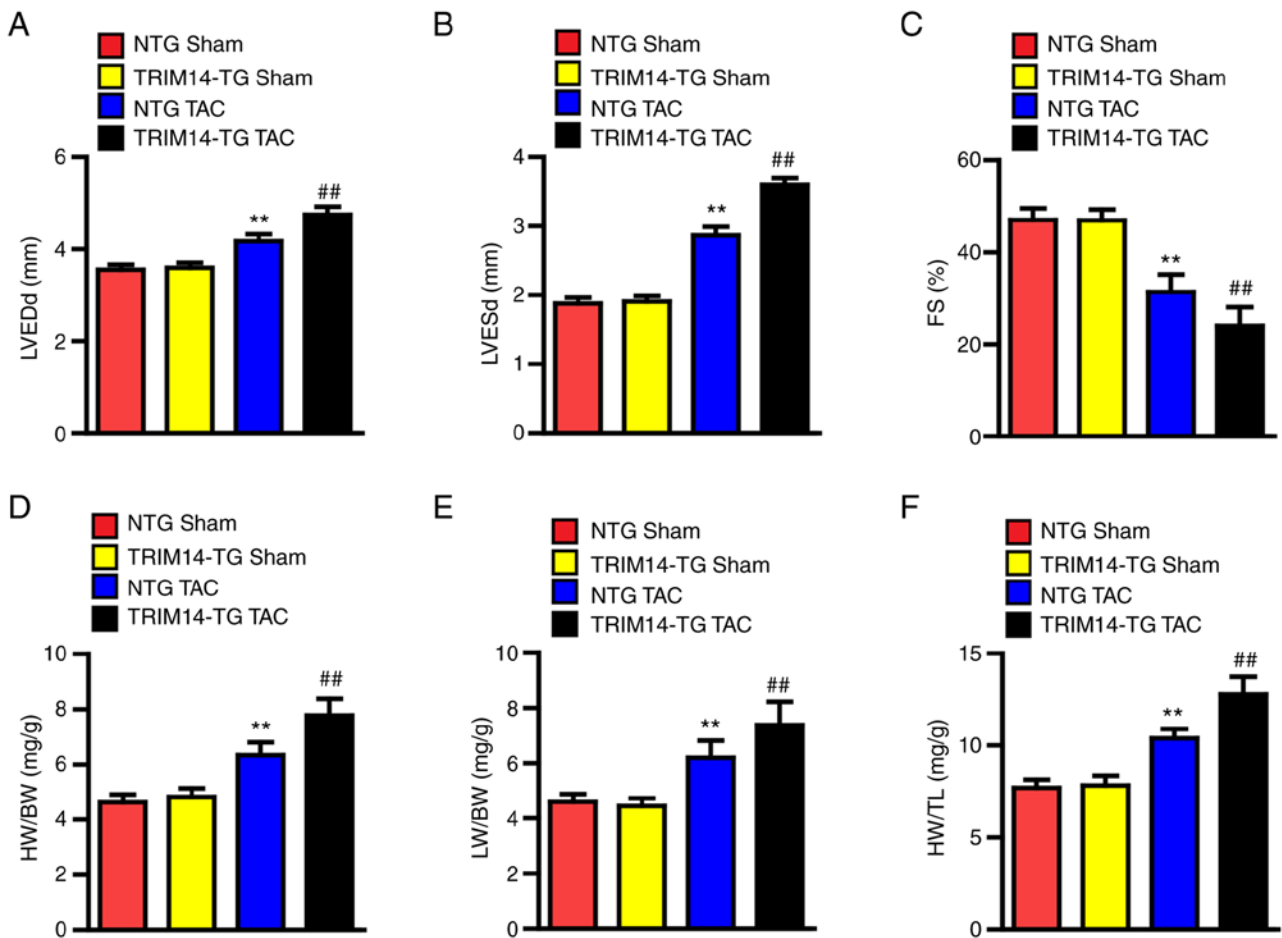 A
NTG Sham
TRIM14-TG Sham
NTG TAC
TRIM14-TG TAC
6
4
2
0
LVEDd (mm)
**
##
B
NTG Sham
TRIM14-TG Sham
NTG TAC
TRIM14-TG TAC
4
3
2
1
0
LVESd (mm)
**
##
C
NTG Sham
TRIM14-TG Sham
NTG TAC
TRIM14-TG TAC
60
40
20
0
FS (%)
**
##
D
NTG Sham
TRIM14-TG Sham
NTG TAC
TRIM14-TG TAC
10
8
6
4
2
0
HW/BW (mg/g)
**
##
E
NTG Sham
TRIM14-TG Sham
NTG TAC
TRIM14-TG TAC
10
8
6
4
2
0
LW/BW (mg/g)
**
##
F
NTG Sham
TRIM14-TG Sham
NTG TAC
TRIM14-TG TAC
15
10
5
0
HW/TL (mg/g)
**
##